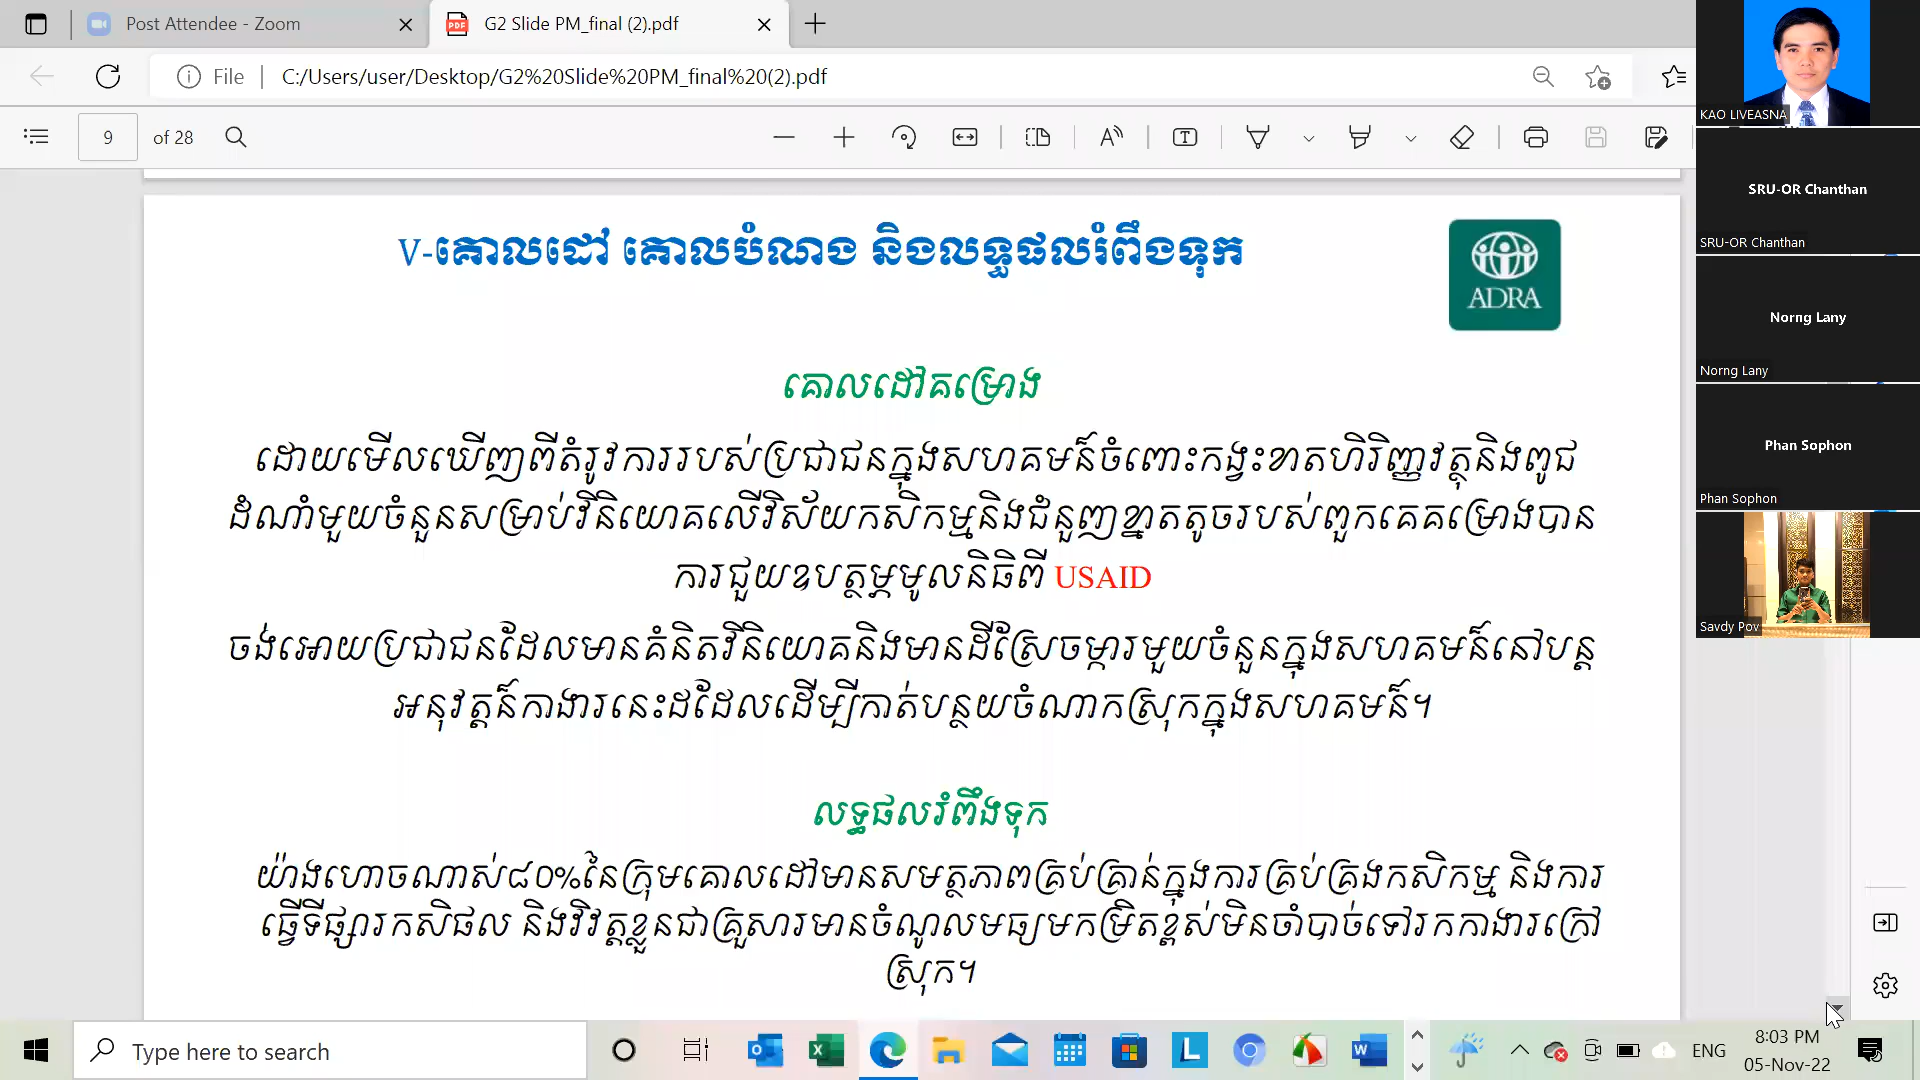 Post Attendee - Zoom
G2 Slide PM_final (2).pdf
File
C:/Users/user/Desktop/G2%20Slide%20PM_final%20(2).pdf
9 of 28
V-គោលដៅ គោលបំណង និងលទ្ធផលរំពឹងទុក
ADRA
គោលដៅគម្រោង
ដោយមើលឃើញពីតំរូវការរបស់ប្រជាជនក្នុងសហគមន៍ចំពោះកង្វះខាតហិរិញ្ញវត្ថុនិងពូជ
ដំណាំមួយចំនួនសម្រាប់វិនិយោគលើវិស័យកសិកម្មនិងជំនួញខ្នាតតូចរបស់ពួកគេគម្រោងបាន
ការជួយឧបត្ថម្ភមូលនិធិពី USAID
ចង់អោយប្រជាជនដែលមានគំនិតវិនិយោគនិងមានដីស្រែចម្ការមួយចំនួនក្នុងសហគមន៍នៅបន្ត
អនុវត្តន៍កាងារនេះដដែលដើម្បីកាត់បន្ថយចំណាកស្រុកក្នុងសហគមន៍។
លទ្ធផលរំពឹងទុក
យ៉ាងហោចណាស់៨០%នៃក្រុមគោលដៅមានសមត្ថភាពគ្រប់គ្រាន់ក្នុងការគ្រប់គ្រងកសិកម្ម និងការ
ធ្វើទីផ្សារកសិផល និងវិវត្តខ្លួនជាគ្រួសារមានចំណូលមធ្យមកម្រិតខ្ពស់មិនចាំបាច់ទៅរកកាងារក្រៅ
ស្រុក។
KAO LIVEASNA
SRU-OR Chanthan
SRU-OR Chanthan
Norng Lany
Norng Lany
Phan Sophon
Phan Sophon
Savdy Pov
Type here to search
ENG
8:03 PM
05-Nov-22